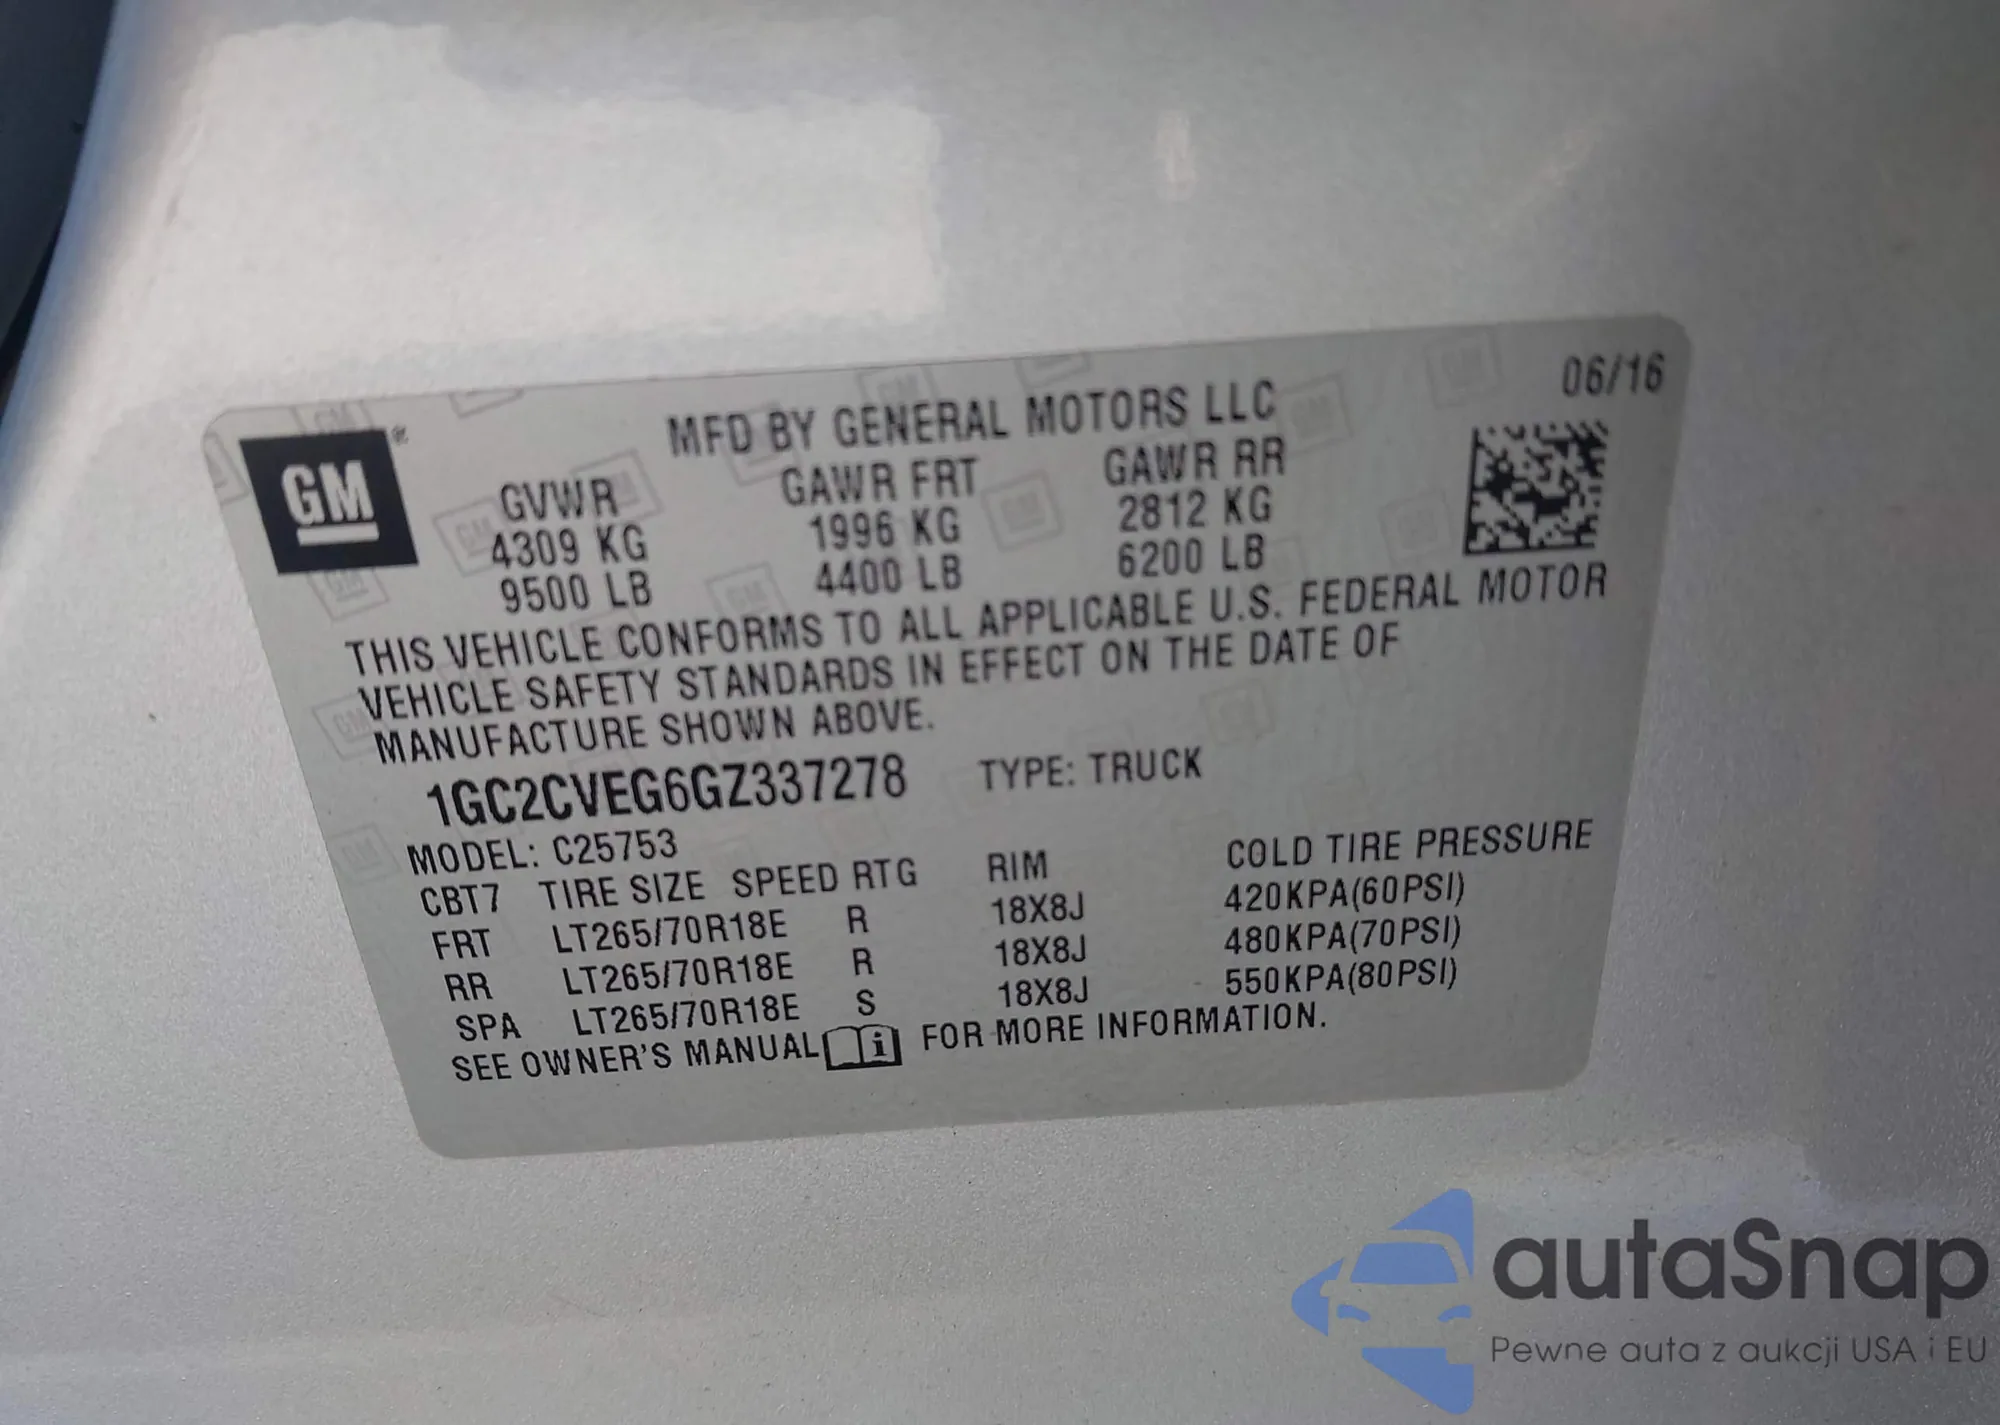 06/16
GM
MFD BY GENERAL MOTORS LLC
GVWR GAWR FRT GAWR RR
4309 KG 1996 KG 2812 KG
9500 LB 4400 LB 6200 LB
THIS VEHICLE CONFORMS TO ALL APPLICABLE U.S. FEDERAL MOTOR
VEHICLE SAFETY STANDARDS IN EFFECT ON THE DATE OF
MANUFACTURE SHOWN ABOVE.
1GC2CVEG6GZ337278 TYPE: TRUCK
MODEL: C25753
CBT7 TIRE SIZE SPEED RTG RIM COLD TIRE PRESSURE
FRT LT265/70R18E R 18X8J 420KPA(60PSI)
RR LT265/70R18E R 18X8J 480KPA(70PSI)
SPA LT265/70R18E S 18X8J 550KPA(80PSI)
SEE OWNER'S MANUAL i FOR MORE INFORMATION.
autaSnap
Pewne auta z aukcji USA i EU